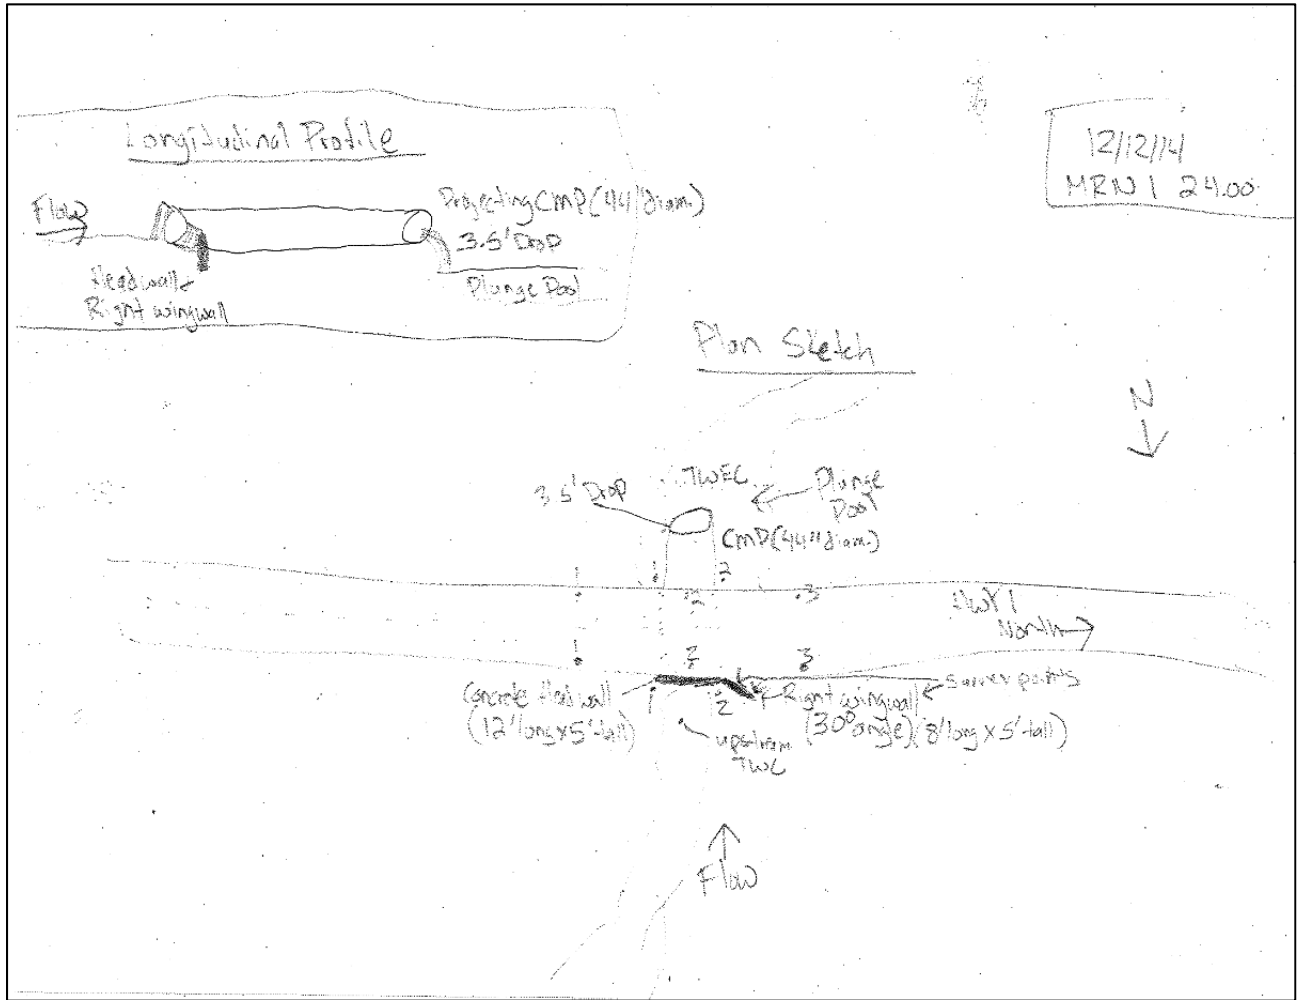 Longitudinal Profile
12/12/14
MRN 1 24.00
Flow
Projecting CMP (44" diam.)
3.5' Drop
Plunge Pool
Headwall &
Right wingwall
Plan Sketch
N
3.5' Drop
TWEC
Plunge
Pool
CMP (44" diam.)
1
1
2
2
3
HWY 1
North
1
2
3
Concrete Headwall
(12' long x 5' tall)
1
2
Right wingwall
(30° angle) (8' long x 5' tall)
survey points
upstream
TWC
Flow